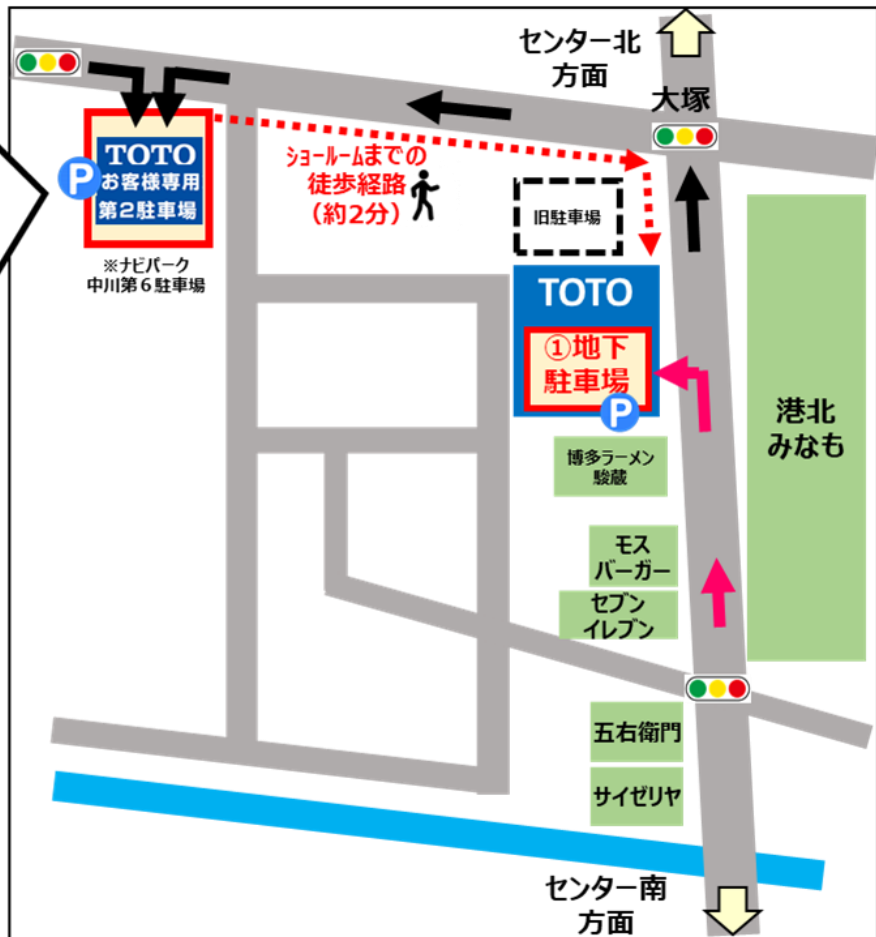 センター北
方面
大塚
TOTO
お客様専用
第2駐車場
P
※ナビパーク
中川第６駐車場
ショールームまでの
徒歩経路
（約2分）
旧駐車場
TOTO
①地下
駐車場
P
港北
みなも
博多ラーメン
駿蔵
モス
バーガー
セブン
イレブン
五右衛門
サイゼリヤ
センター南
方面